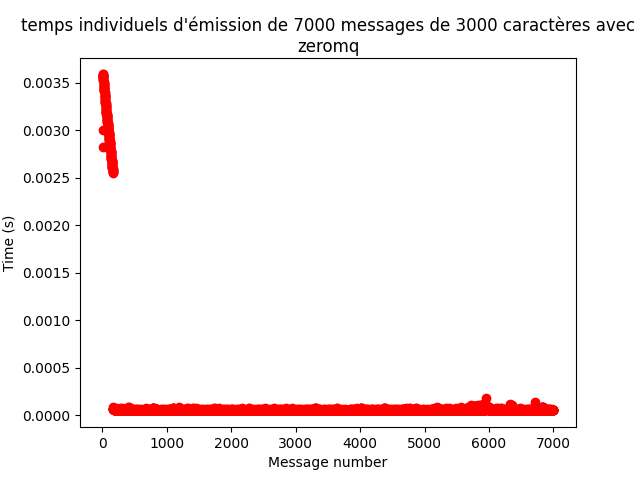 temps individuels d'émission de 7000 messages de 3000 caractères avec
zeromq
0.0035
0.0030
0.0025
0.0020
0.0015
0.0010
0.0005
0.0000
Time (s)
0 1000 2000 3000 4000 5000 6000 7000
Message number